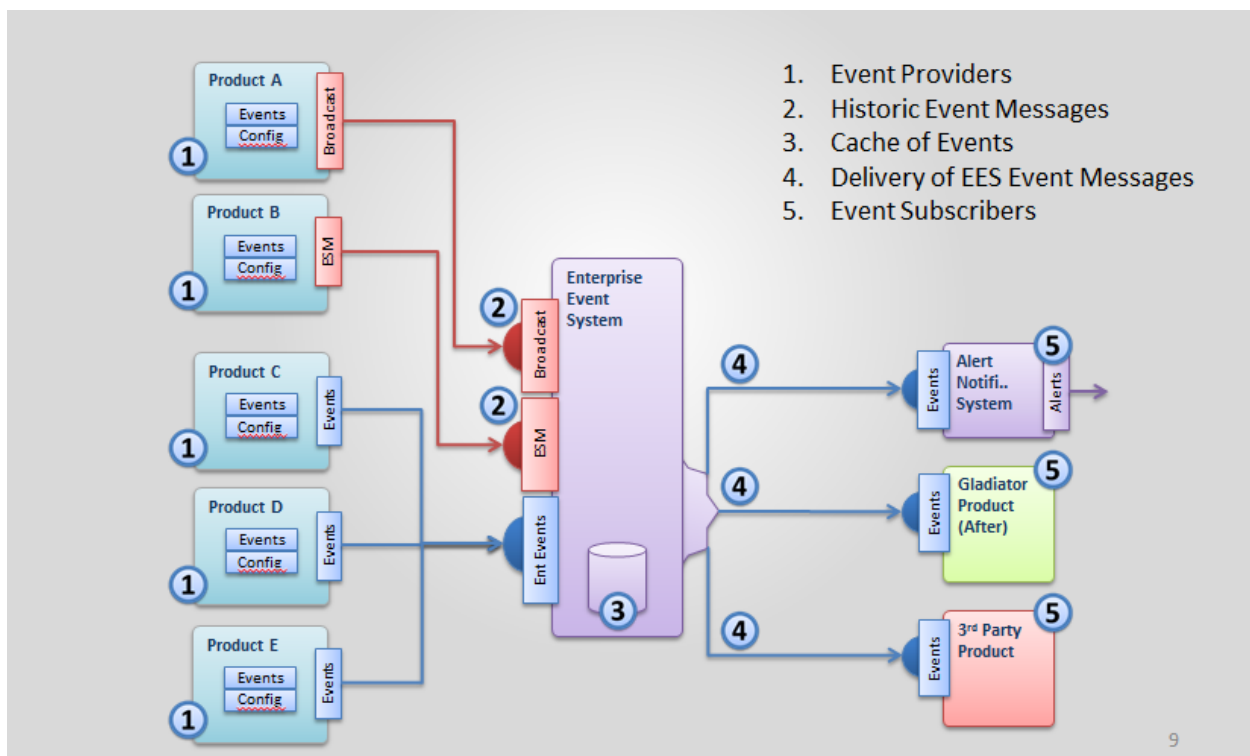 Product A
Events
Config
Broadcast
1
Product B
Events
Config
ESM
1
Product C
Events
Config
Events
1
Product D
Events
Config
Events
1
Product E
Events
Config
Events
1
1. Event Providers
2. Historic Event Messages
3. Cache of Events
4. Delivery of EES Event Messages
5. Event Subscribers
Enterprise
Event
System
2
Broadcast
2
ESM
Ent Events
3
4
4
4
Events
Alert
Notifi..
System
Alerts
5
Events
Gladiator
Product
(After)
5
Events
3rd Party
Product
5
9